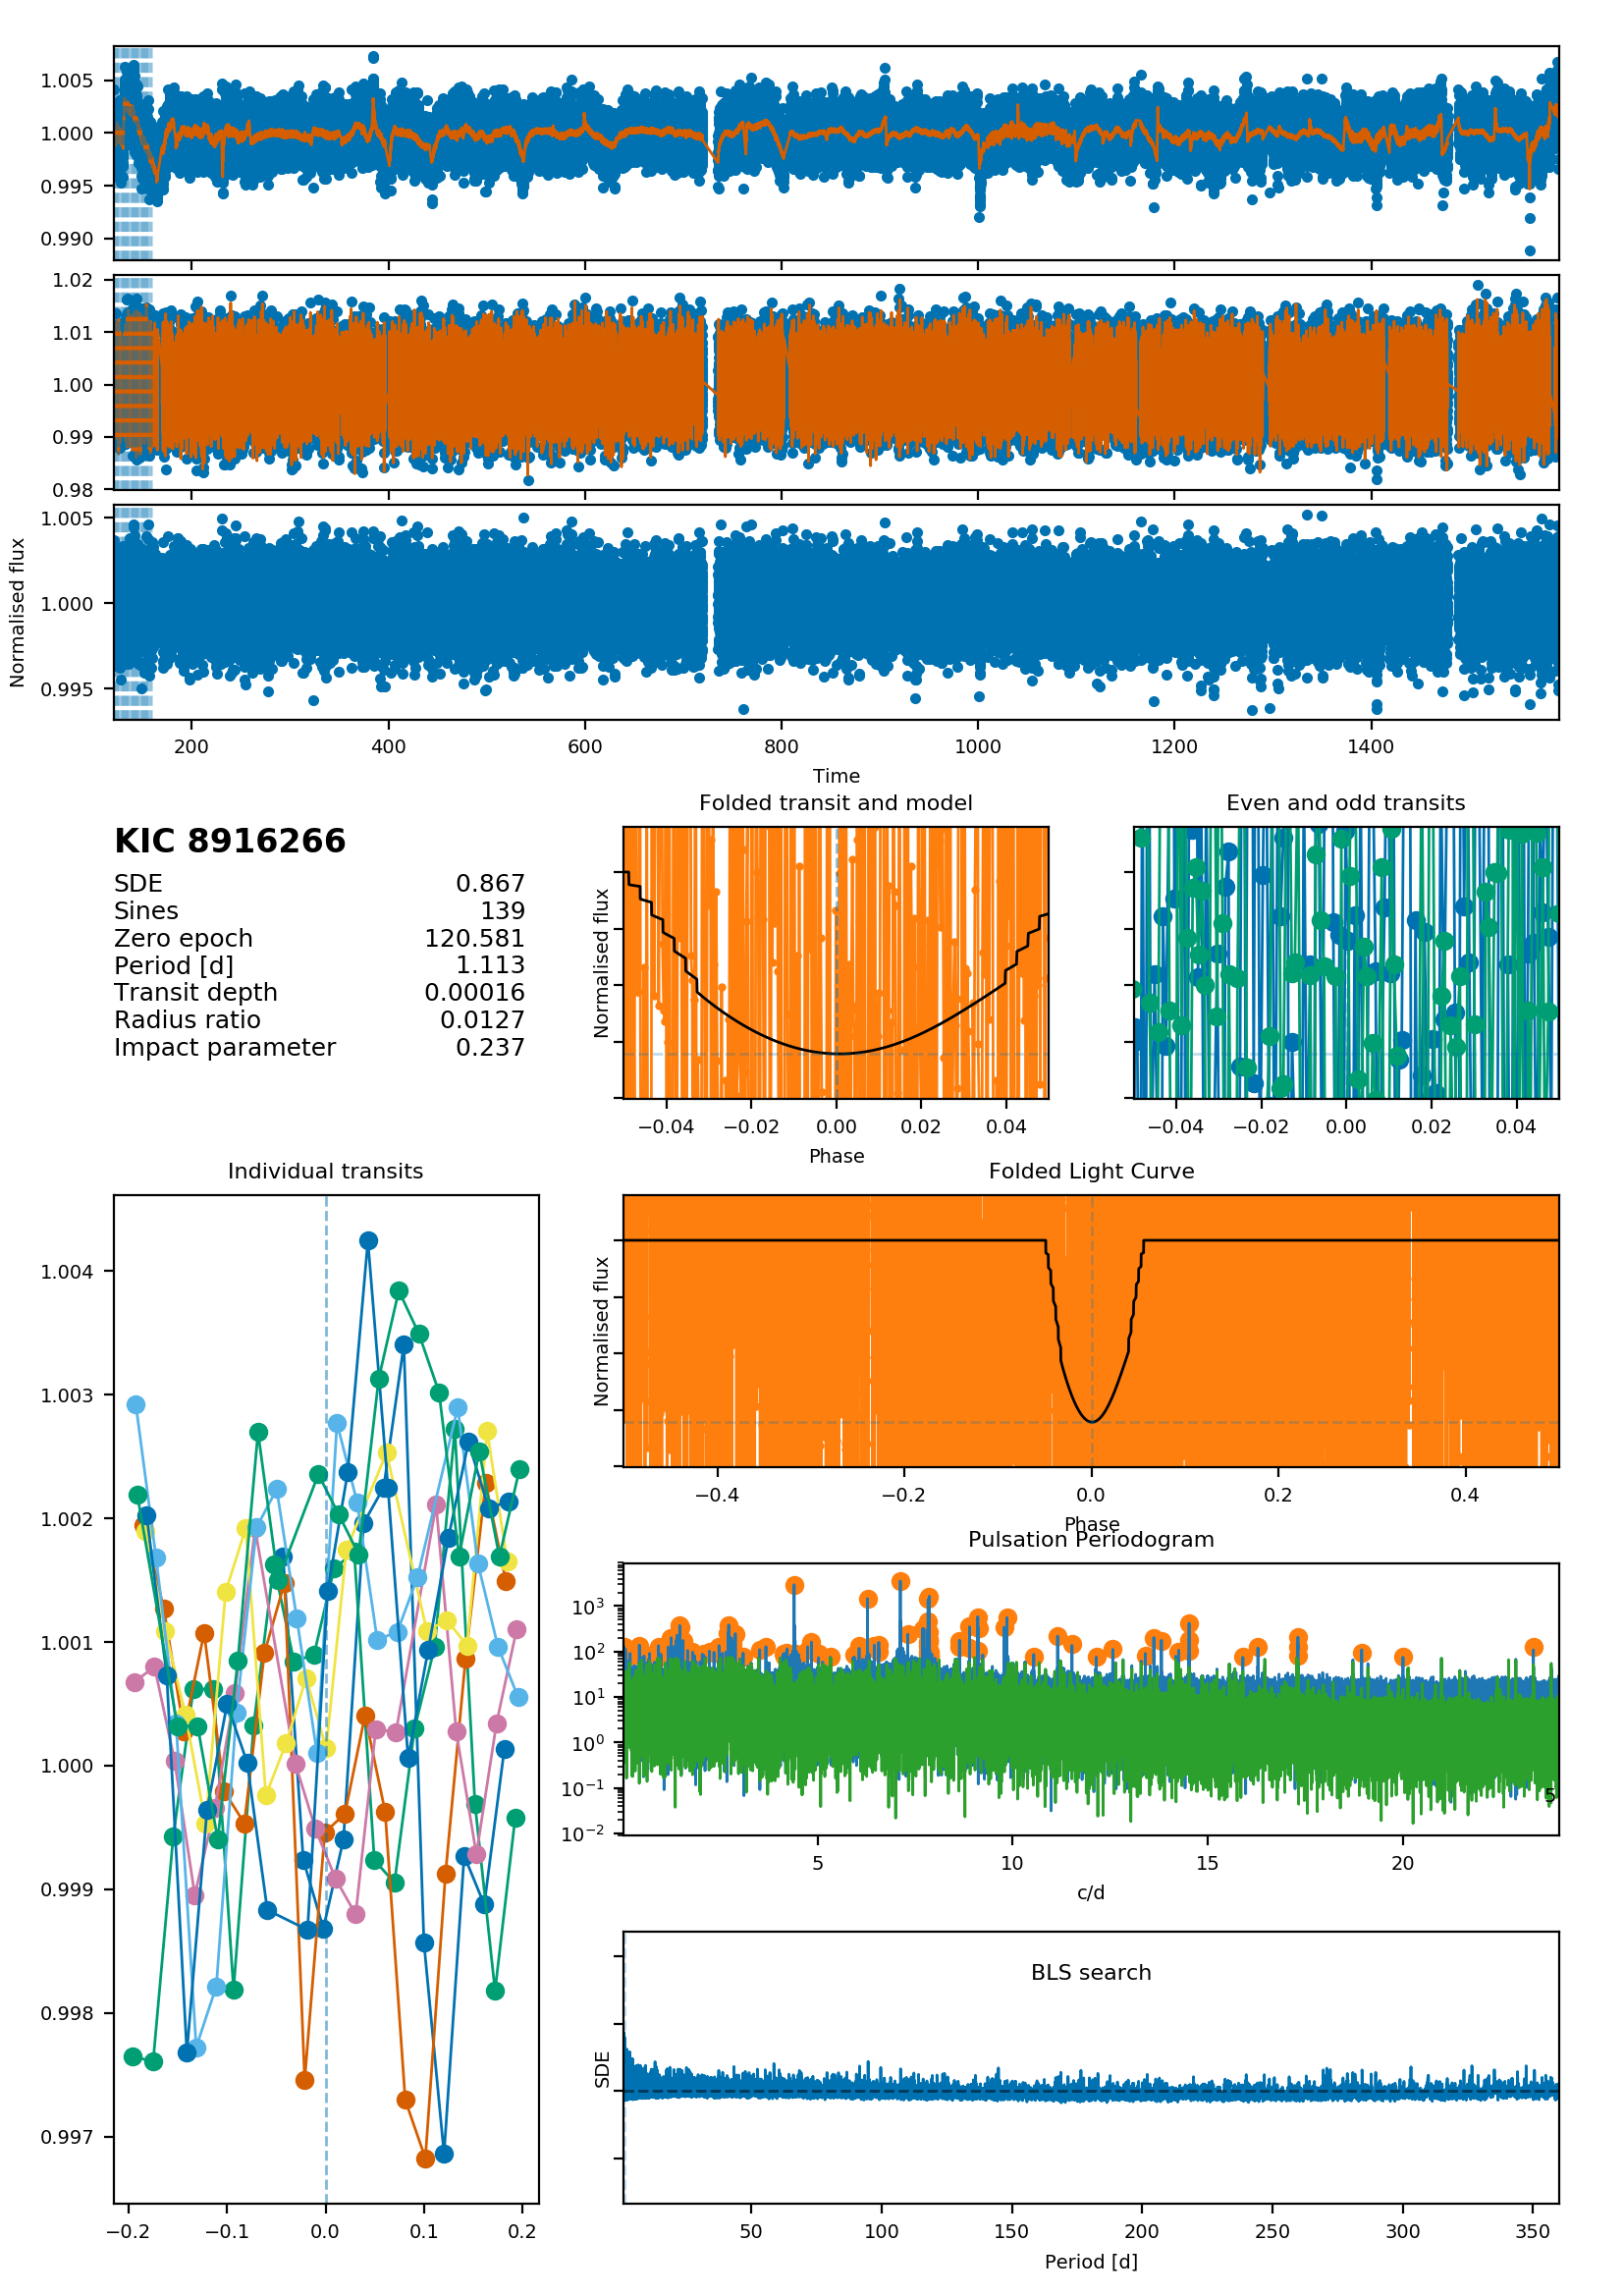 1.005
1.000
0.995
0.990
1.02
1.01
1.00
0.99
0.98
1.005
1.000
0.995
Normalised flux
200 400 600 800 1000 1200 1400
Time
KIC 8916266
SDE 0.867
Sines 139
Zero epoch 120.581
Period [d] 1.113
Transit depth 0.00016
Radius ratio 0.0127
Impact parameter 0.237
Folded transit and model
Normalised flux
−0.04 −0.02 0.00 0.02 0.04
Phase
Even and odd transits
−0.04 −0.02 0.00 0.02 0.04
Individual transits
1.004
1.003
1.002
1.001
1.000
0.999
0.998
0.997
−0.2 −0.1 0.0 0.1 0.2
Folded Light Curve
Normalised flux
−0.4 −0.2 0.0 0.2 0.4
Phase
Pulsation Periodogram
10³
10²
10¹
10⁰
10⁻¹
10⁻²
5
5 10 15 20
c/d
BLS search
SDE
50 100 150 200 250 300 350
Period [d]